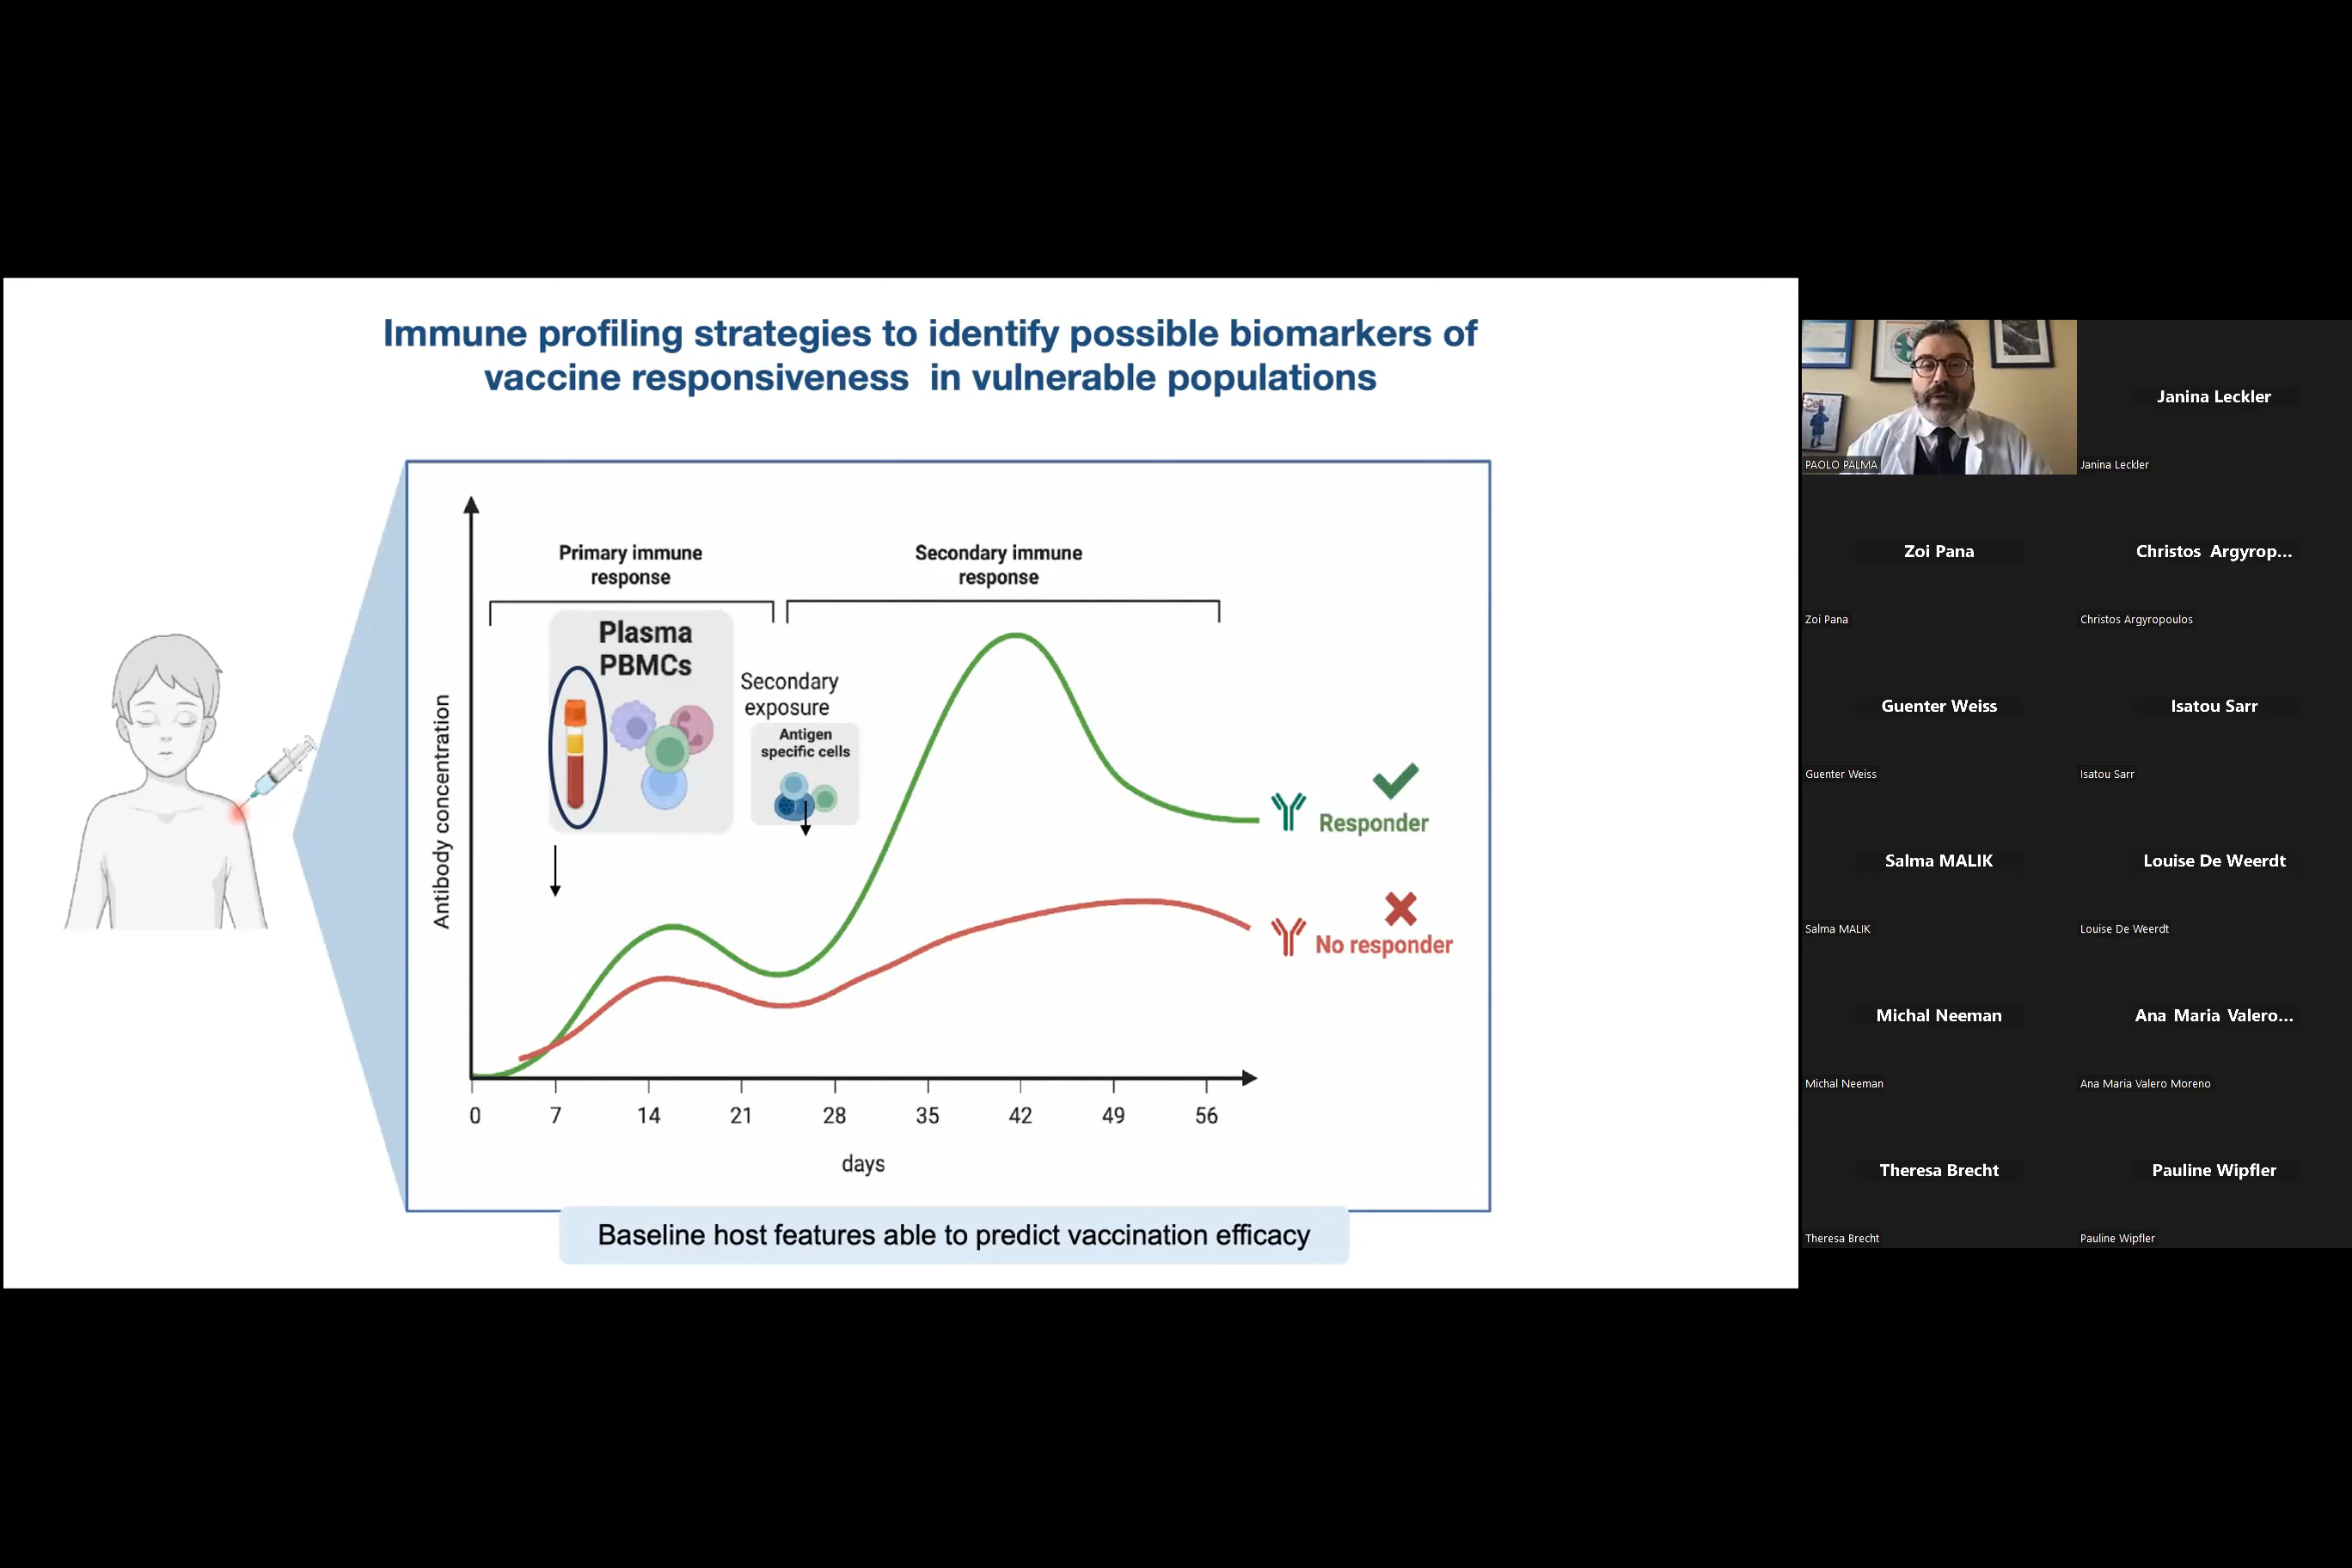 Immune profiling strategies to identify possible biomarkers of
vaccine responsiveness in vulnerable populations
Primary immune
response
Secondary immune
response
Plasma
PBMCs
Secondary
exposure
Antigen
specific cells
Antibody concentration
Responder
No responder
0 7 14 21 28 35 42 49 56
days
Baseline host features able to predict vaccination efficacy
PAOLO PALMA
Janina Leckler
Janina Leckler
Zoi Pana
Zoi Pana
Christos Argyrop...
Christos Argyropoulos
Guenter Weiss
Guenter Weiss
Isatou Sarr
Isatou Sarr
Salma MALIK
Salma MALIK
Louise De Weerdt
Louise De Weerdt
Michal Neeman
Michal Neeman
Ana Maria Valero...
Ana Maria Valero Moreno
Theresa Brecht
Theresa Brecht
Pauline Wipfler
Pauline Wipfler